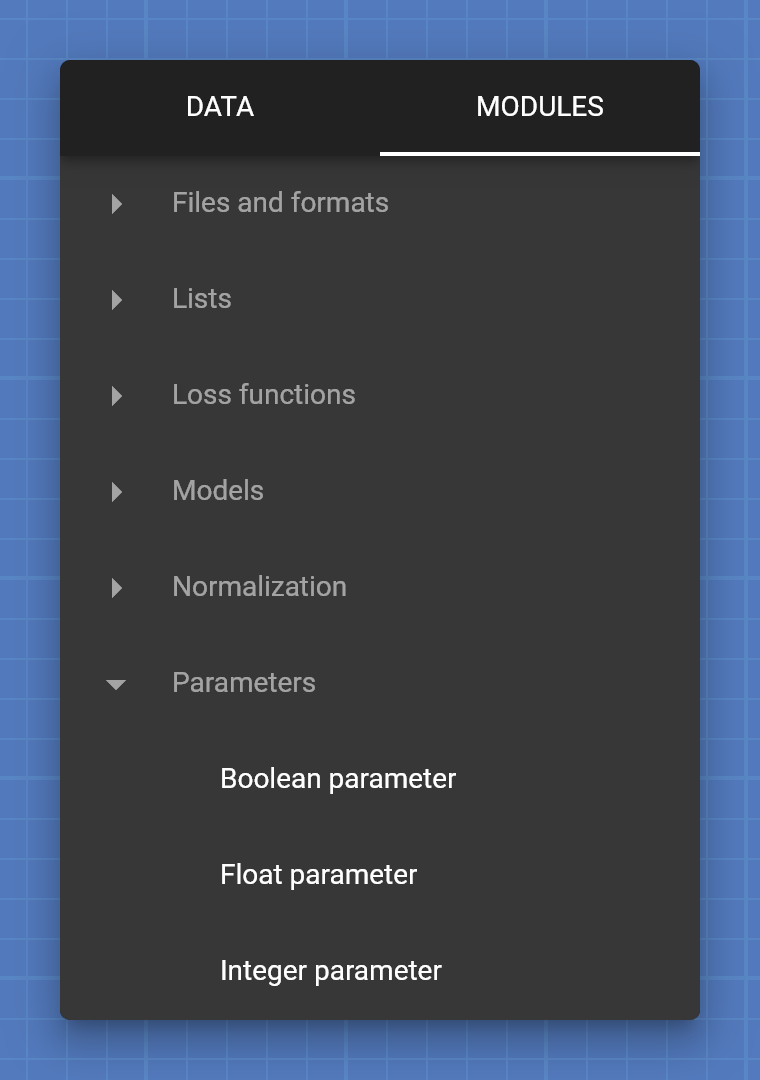 DATA
MODULES
Files and formats
Lists
Loss functions
Models
Normalization
Parameters
Boolean parameter
Float parameter
Integer parameter